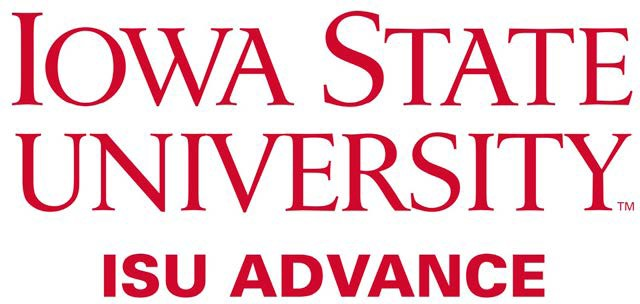 IOWA STATE
UNIVERSITY™
ISU ADVANCE